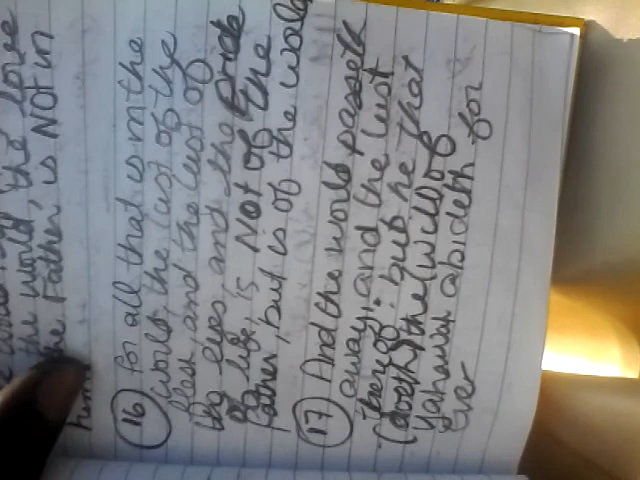 the world, the love
the Father is NOT in
him
(16) for all that is in the
world the lust of the
flesh, and the lust of
the eyes, and the Pride
of life, is NOT of the
Father, but is of the world
(17) And the world passeth
away, and the lust
thereof: but he that
(doeth) the (will) of
Yahawah abideth for
ever